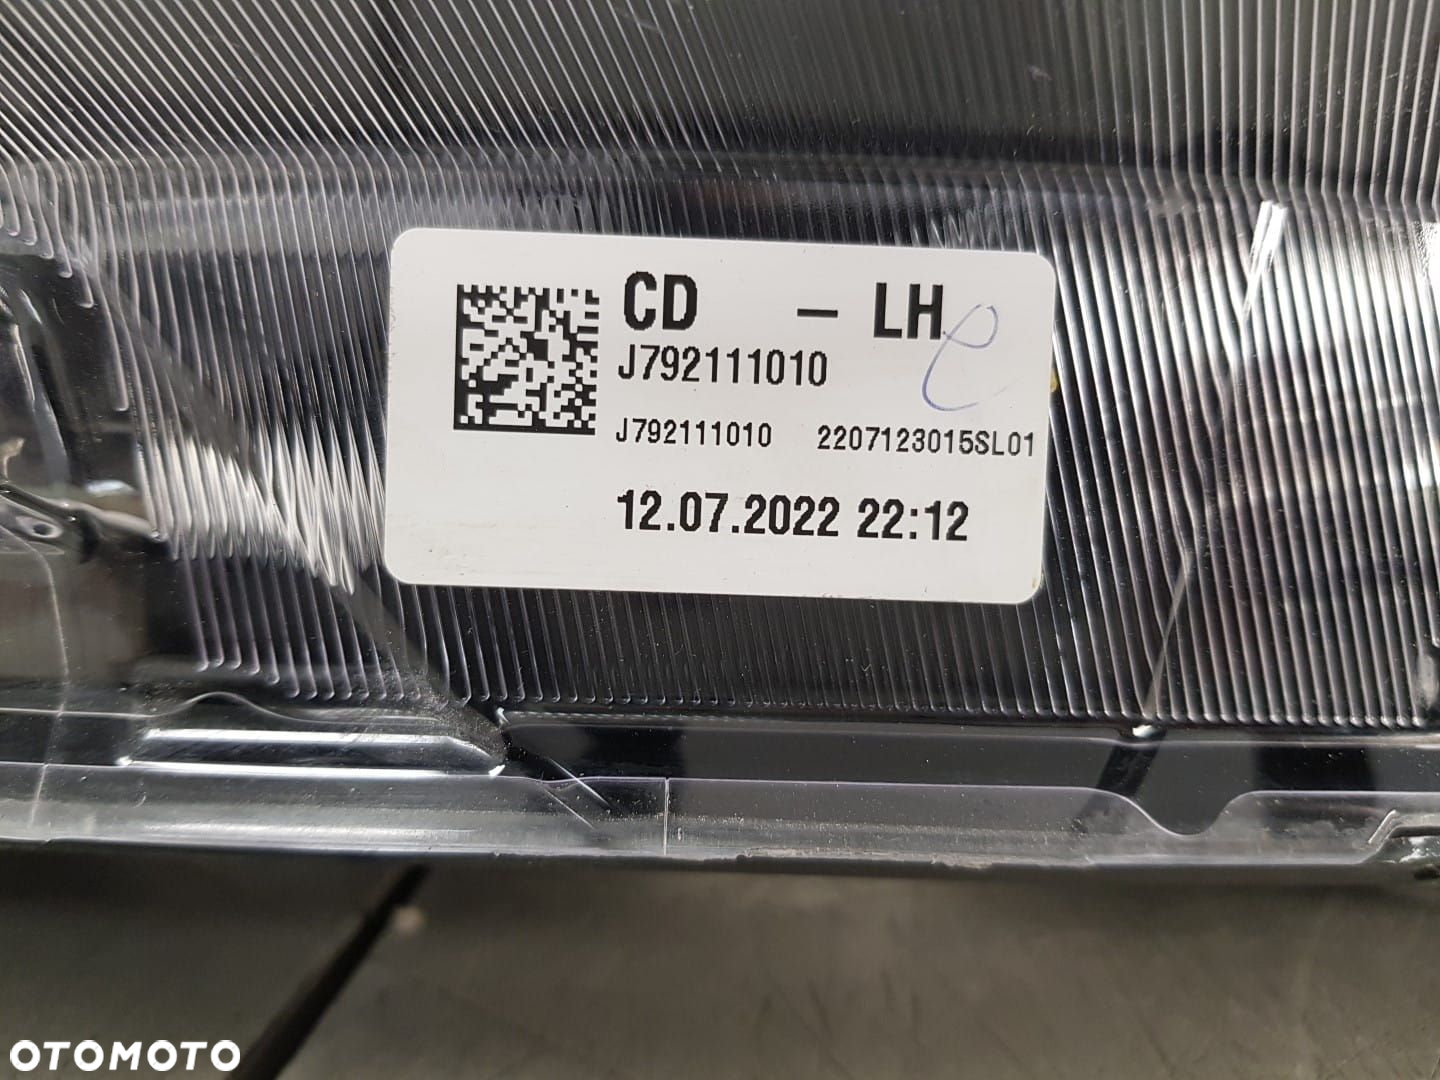 CD – LH
J792111010
J792111010 2207123015SL01
12.07.2022 22:12
OTOMOTO